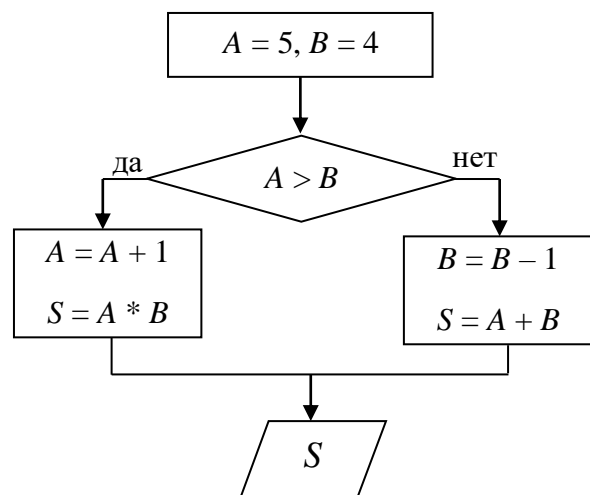 A = 5, B = 4
да
нет
A > B
A = A + 1
S = A * B
B = B – 1
S = A + B
S